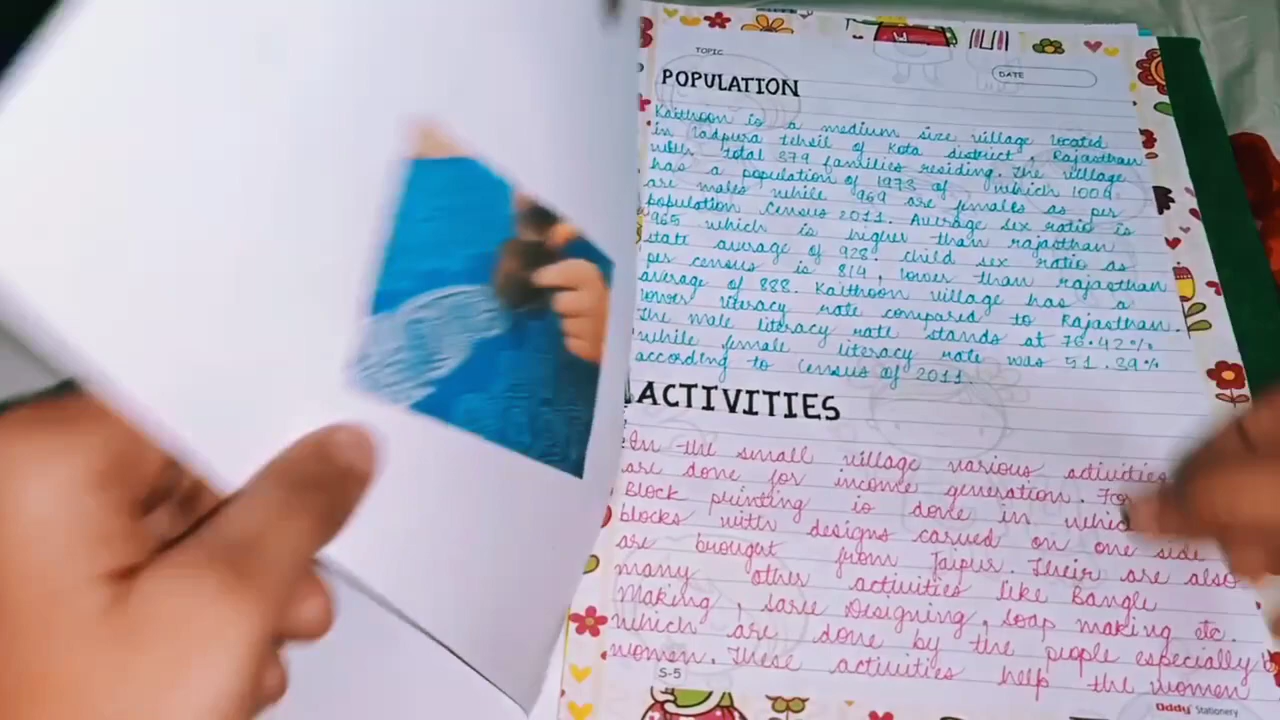 TOPIC
DATE
POPULATION
Kaithoon is a medium size village located
in Ladpura tehsil of Kota district, Rajasthan
with total 379 families residing. The village
has a population of 1973 of which 1009
are males while 969 are females as per
population census 2011. Average sex ratio is
965 which is higher than rajasthan
state average of 928. child sex ratio as
per census is 814, lower than rajasthan
average of 888. Kaithoon village has a
lower literacy rate compared to Rajasthan.
The male literacy rate stands at 76.42%
while female literacy rate was 51.39%
according to census of 2011.
ACTIVITIES
In the small village various activities
are done for income generation. For
Block printing is done in which
blocks with designs carved on one side
are brought from Jaipur. Their are also
many other activities like Bangle
Making, saree Designing, soap making etc.
which are done by the people especially
women. These activities help the women
S-5
Oddy Stationery